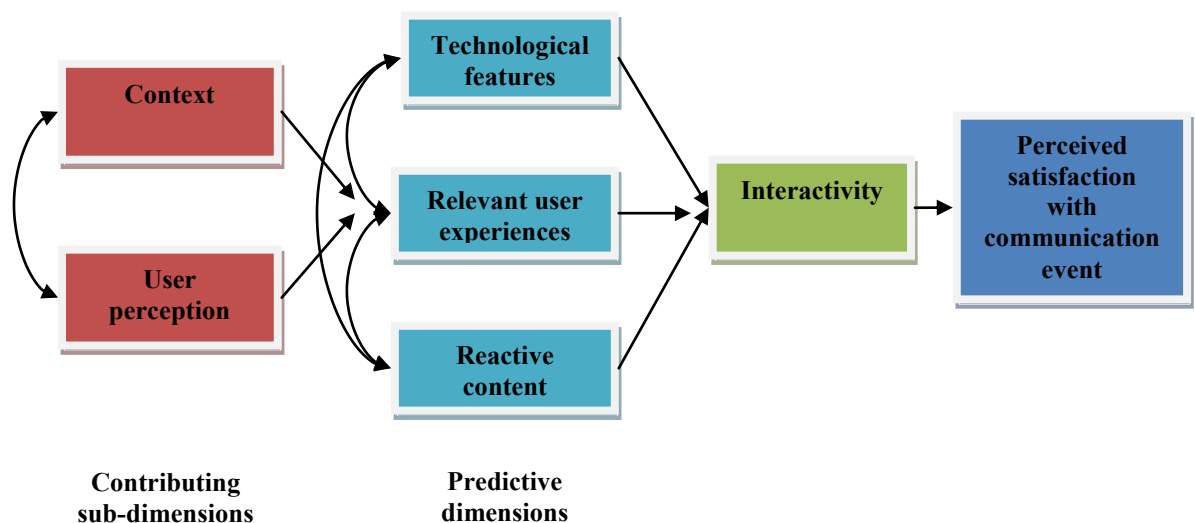 Context
User
perception
Technological
features
Relevant user
experiences
Reactive
content
Interactivity
Perceived
satisfaction
with
communication
event
Contributing
sub-dimensions
Predictive
dimensions